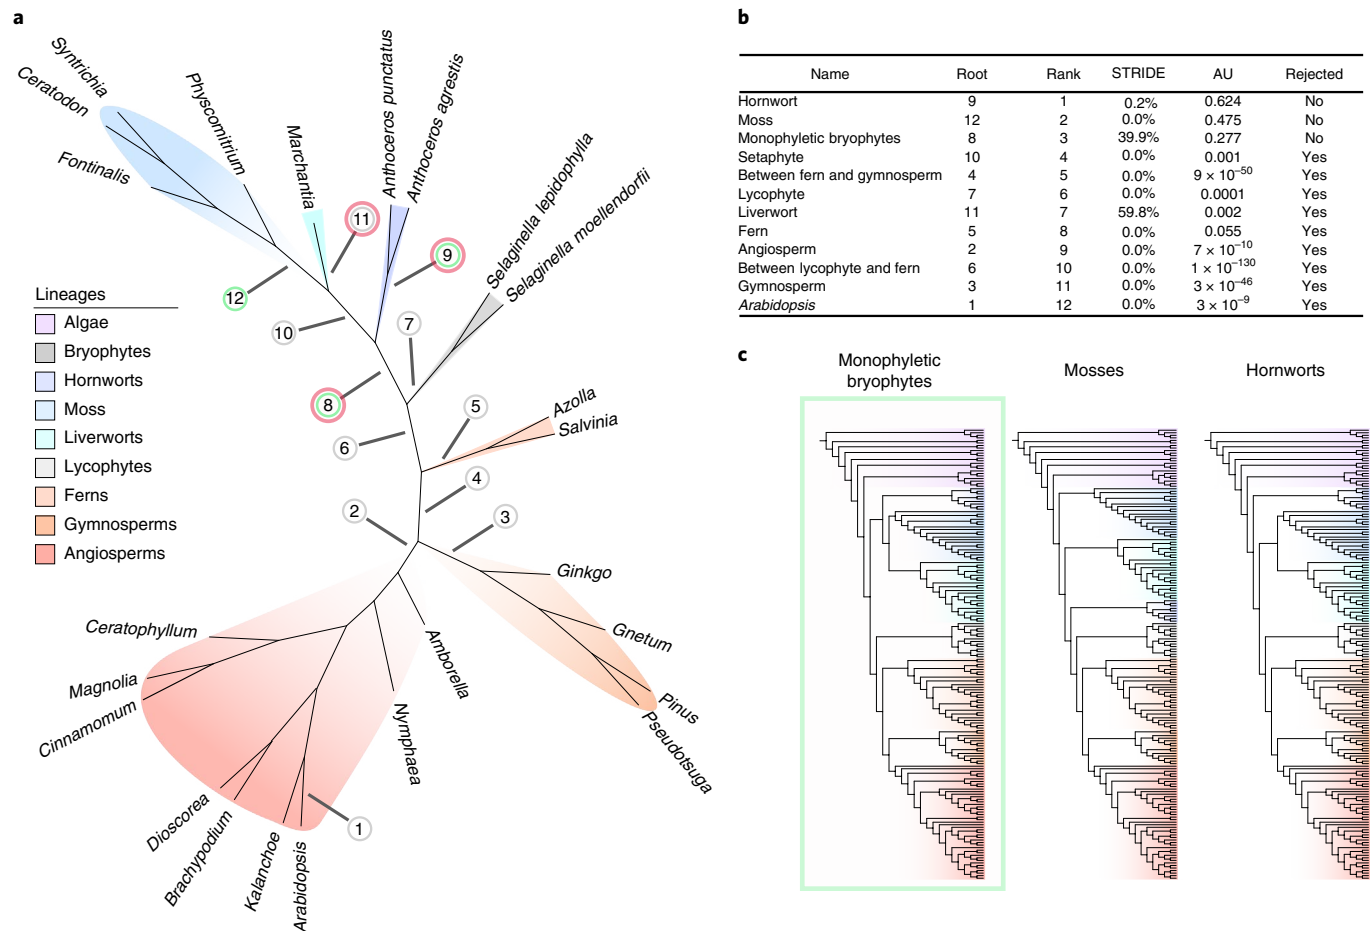 a
Syntrichia
Ceratodon
Fontinalis
Physcomitrium
Marchantia
Anthoceros punctatus
Anthoceros agrestis
Selaginella lepidophylla
Selaginella moellendorfii
11
9
12
10
7
8
6
5
Azolla
Salvinia
4
2
3
Lineages
Algae
Bryophytes
Hornworts
Moss
Liverworts
Lycophytes
Ferns
Gymnosperms
Angiosperms
Ginkgo
Gnetum
Pinus
Pseudotsuga
Amborella
Nymphaea
Ceratophyllum
Magnolia
Cinnamomum
Dioscorea
Brachypodium
Kalanchoe
Arabidopsis
1
b
Name Root Rank STRIDE AU Rejected
Hornwort 9 1 0.2% 0.624 No
Moss 12 2 0.0% 0.475 No
Monophyletic bryophytes 8 3 39.9% 0.277 No
Setaphyte 10 4 0.0% 0.001 Yes
Between fern and gymnosperm 4 5 0.0% 9 × 10⁻⁵⁰ Yes
Lycophyte 7 6 0.0% 0.0001 Yes
Liverwort 11 7 59.8% 0.002 Yes
Fern 5 8 0.0% 0.055 Yes
Angiosperm 2 9 0.0% 7 × 10⁻¹⁰ Yes
Between lycophyte and fern 6 10 0.0% 1 × 10⁻¹³⁰ Yes
Gymnosperm 3 11 0.0% 3 × 10⁻⁴⁶ Yes
Arabidopsis 1 12 0.0% 3 × 10⁻⁹ Yes
c
Monophyletic
bryophytes
Mosses
Hornworts